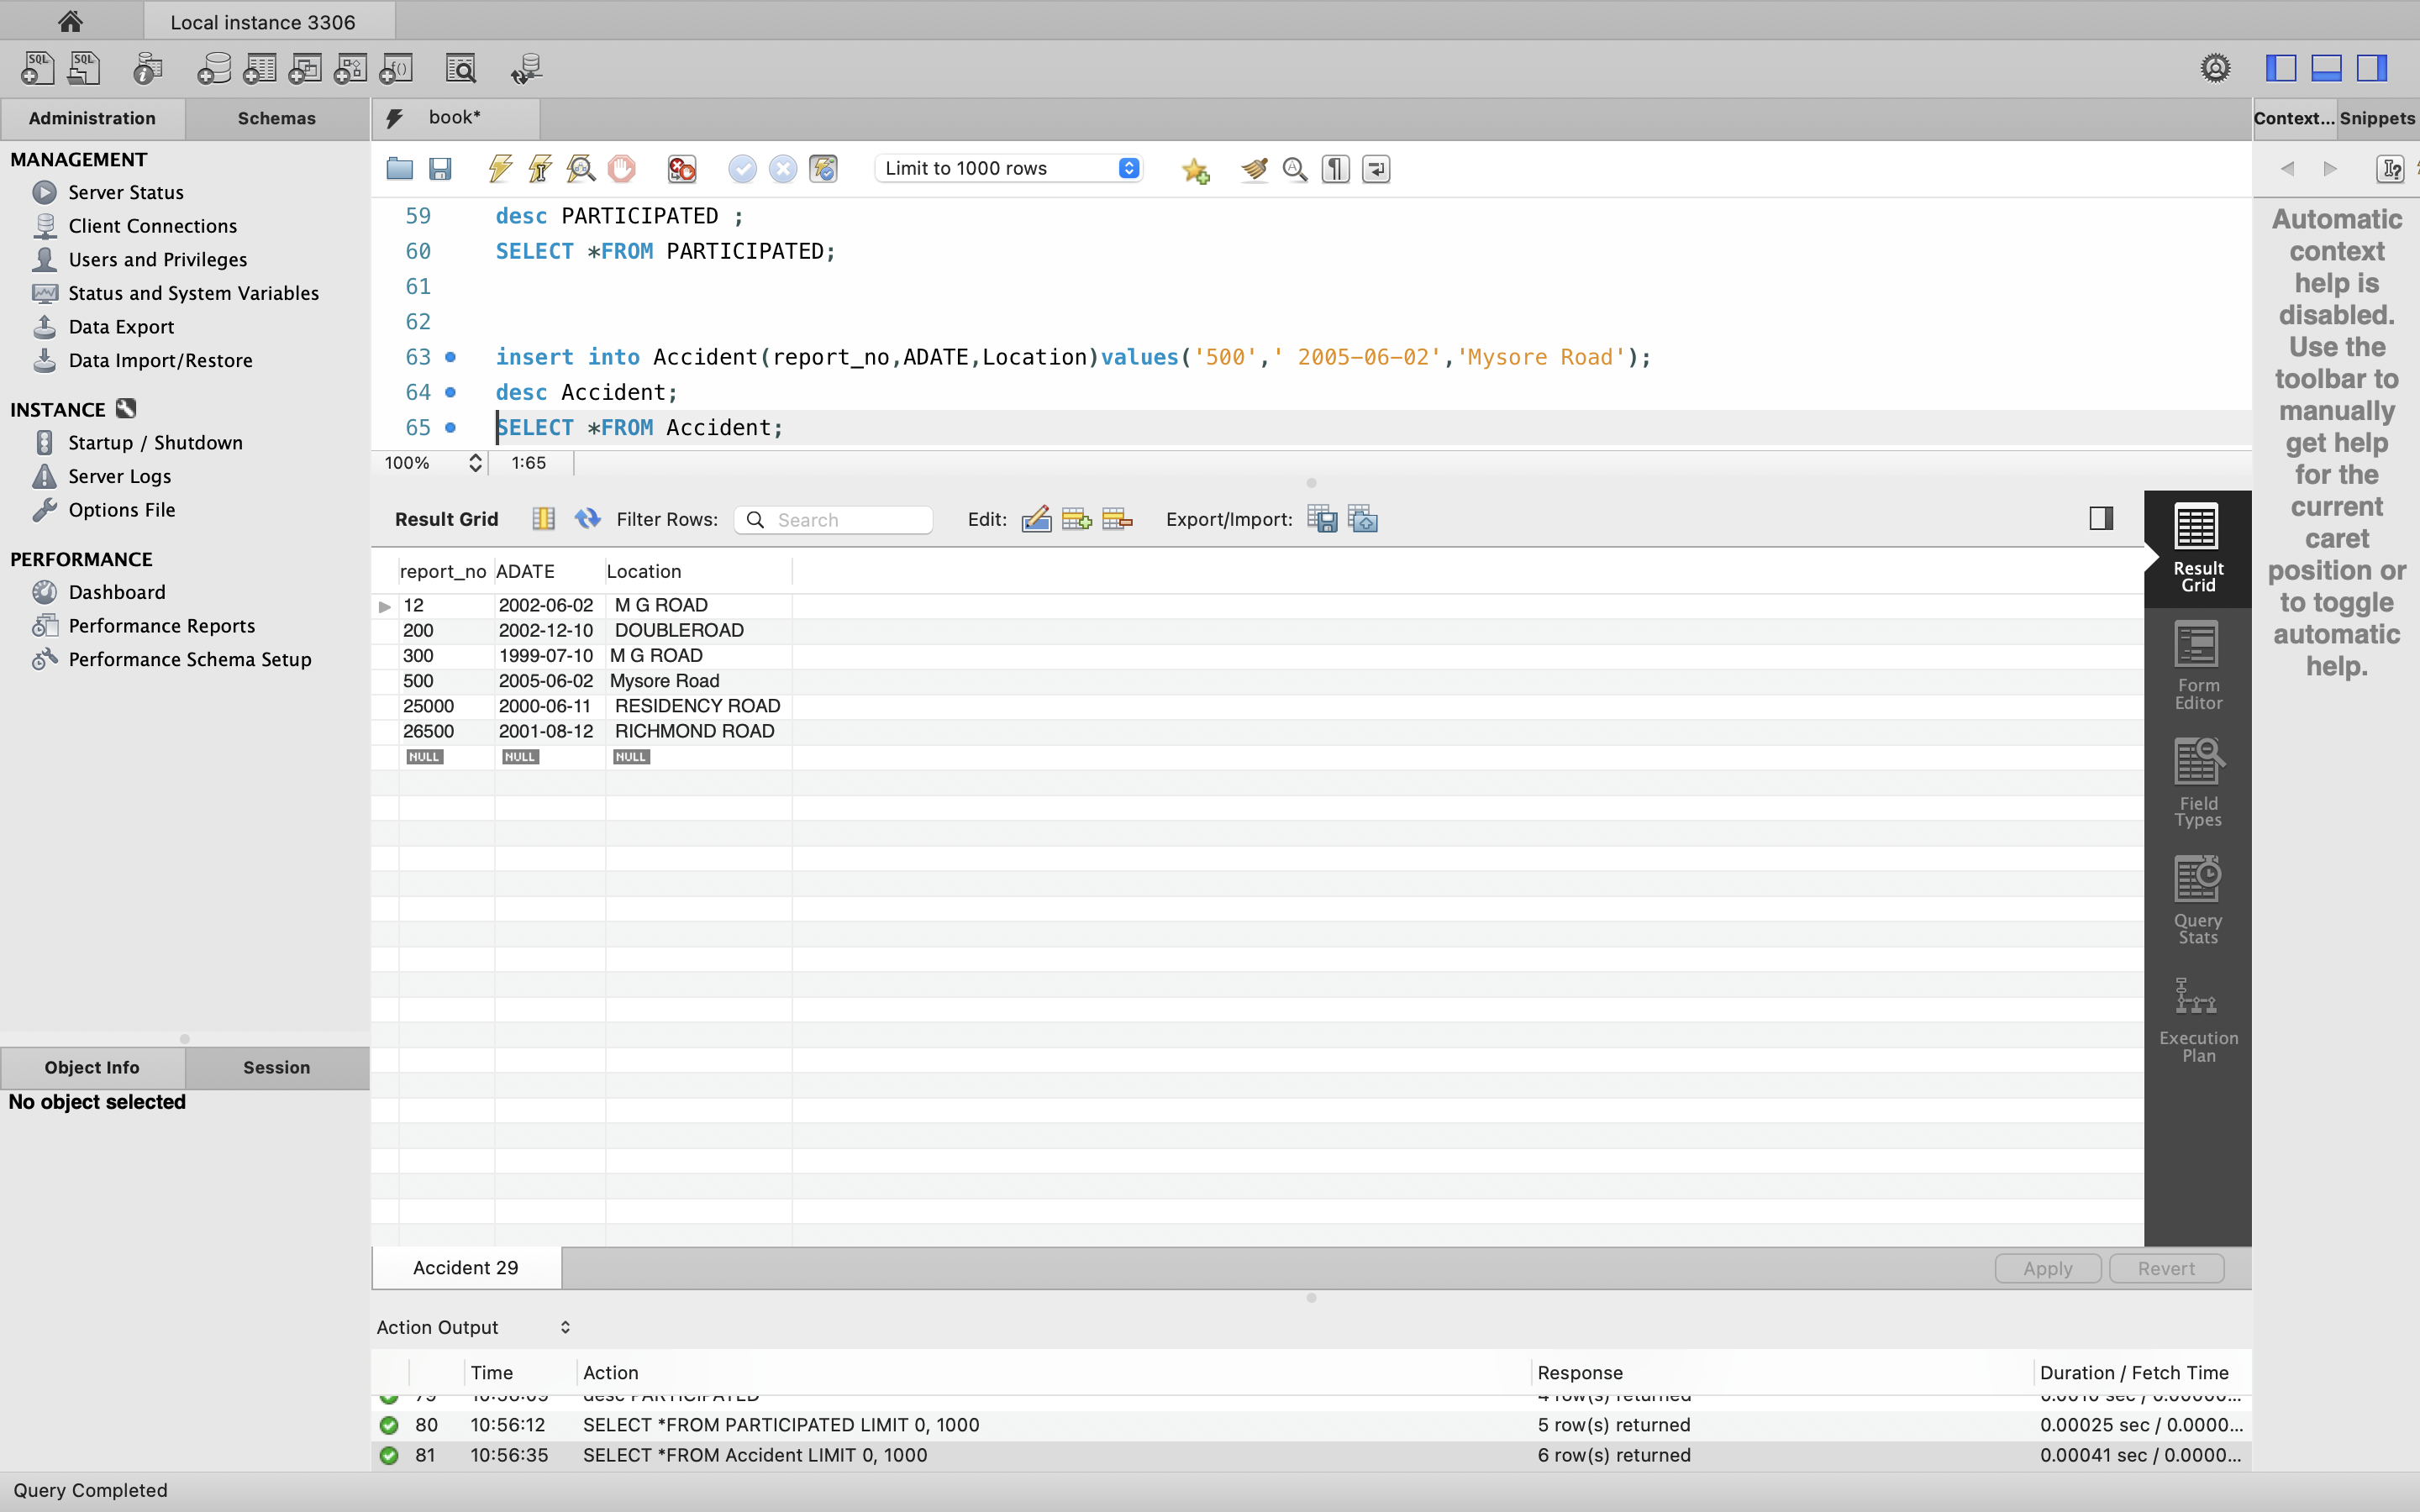 Local instance 3306
SQL SQL
Administration Schemas book* Context... Snippets
MANAGEMENT
Server Status
Client Connections
Users and Privileges
Status and System Variables
Data Export
Data Import/Restore
INSTANCE
Startup / Shutdown
Server Logs
Options File
PERFORMANCE
Dashboard
Performance Reports
Performance Schema Setup
Object Info Session
No object selected
Limit to 1000 rows
59 desc PARTICIPATED ;
60 SELECT *FROM PARTICIPATED;
61
62
63 insert into Accident(report_no,ADATE,Location)values('500',' 2005-06-02','Mysore Road');
64 desc Accident;
65 SELECT *FROM Accident;
100% 1:65
Result Grid Filter Rows: Search Edit: Export/Import:
report_no ADATE Location
12 2002-06-02 M G ROAD
200 2002-12-10 DOUBLEROAD
300 1999-07-10 M G ROAD
500 2005-06-02 Mysore Road
25000 2000-06-11 RESIDENCY ROAD
26500 2001-08-12 RICHMOND ROAD
NULL NULL NULL
Result
Grid
Form
Editor
Field
Types
Query
Stats
Execution
Plan
Automatic
context
help is
disabled.
Use the
toolbar to
manually
get help
for the
current
caret
position or
to toggle
automatic
help.
Accident 29 Apply Revert
Action Output
Time Action Response Duration / Fetch Time
79 10:56:09 desc PARTICIPATED 4 row(s) returned
80 10:56:12 SELECT *FROM PARTICIPATED LIMIT 0, 1000 5 row(s) returned 0.00025 sec / 0.0000...
81 10:56:35 SELECT *FROM Accident LIMIT 0, 1000 6 row(s) returned 0.00041 sec / 0.0000...
Query Completed